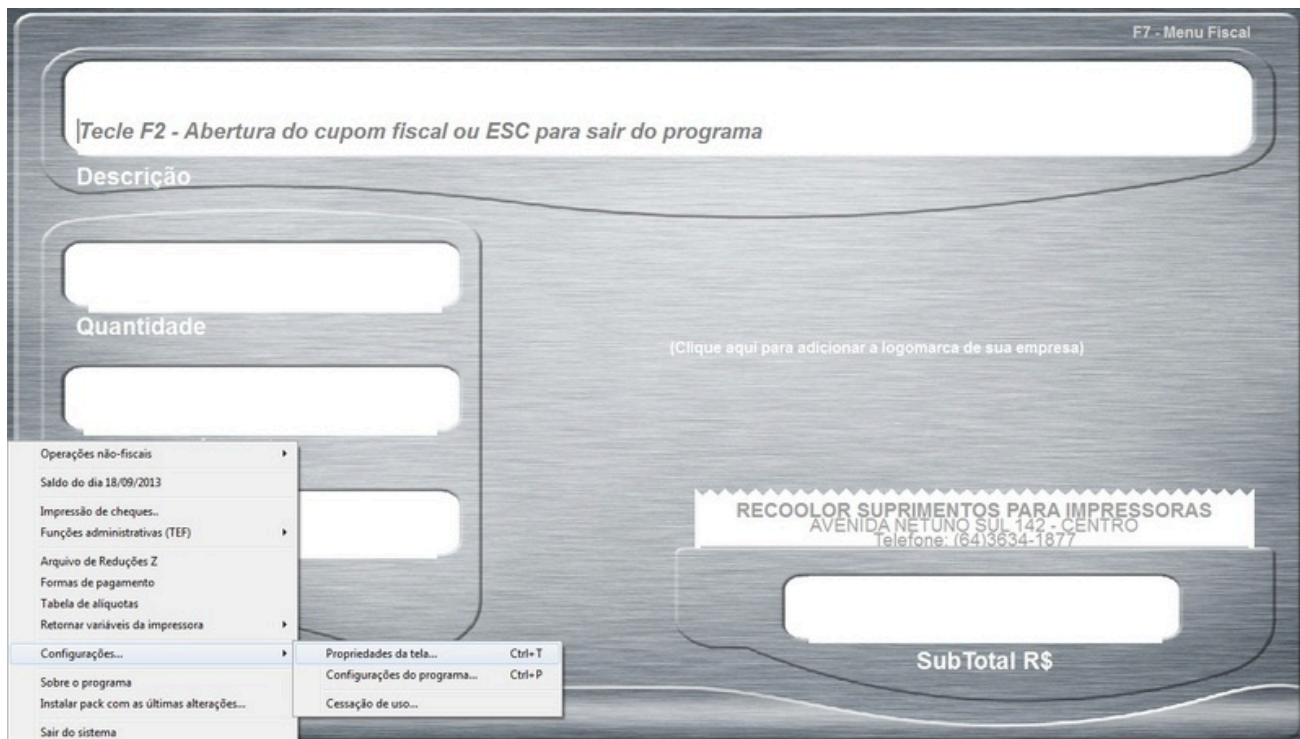 F7 - Menu Fiscal
Tecle F2 - Abertura do cupom fiscal ou ESC para sair do programa
Descrição
Quantidade
(Clique aqui para adicionar a logomarca de sua empresa)
Operações não-fiscais
Saldo do dia 18/09/2013
Impressão de cheques..
Funções administrativas (TEF)
Arquivo de Reduções Z
Formas de pagamento
Tabela de alíquotas
Retornar variáveis da impressora
Configurações...
Sobre o programa
Instalar pack com as últimas alterações...
Sair do sistema
Propriedades da tela... Ctrl+T
Configurações do programa... Ctrl+P
Cessação de uso...
RECOOLOR SUPRIMENTOS PARA IMPRESSORAS
AVENIDA NETUNO SUL 142 - CENTRO
Telefone: (64)3634-1877
SubTotal R$